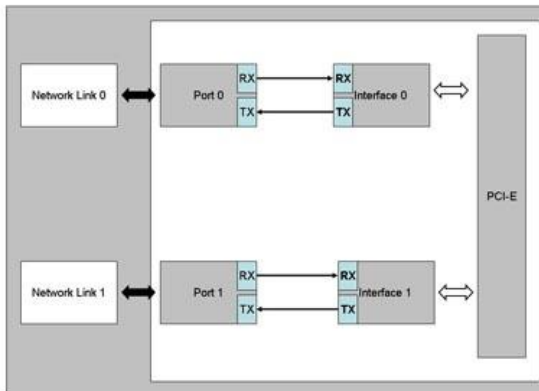 Network Link 0
Port 0
RX
TX
RX
TX
Interface 0
PCI-E
Network Link 1
Port 1
RX
TX
RX
TX
Interface 1